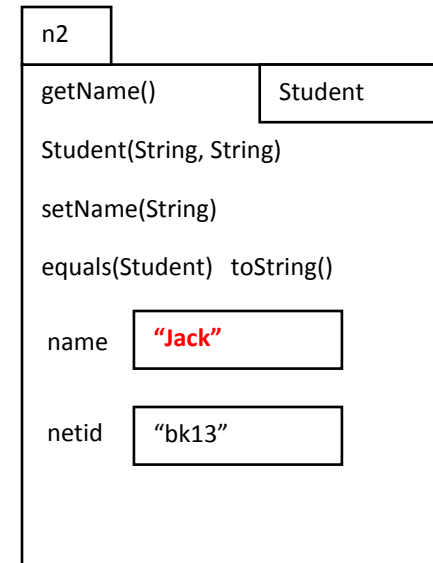 n2
getName() Student
Student(String, String)
setName(String)
equals(Student) toString()
name “Jack”
netid “bk13”